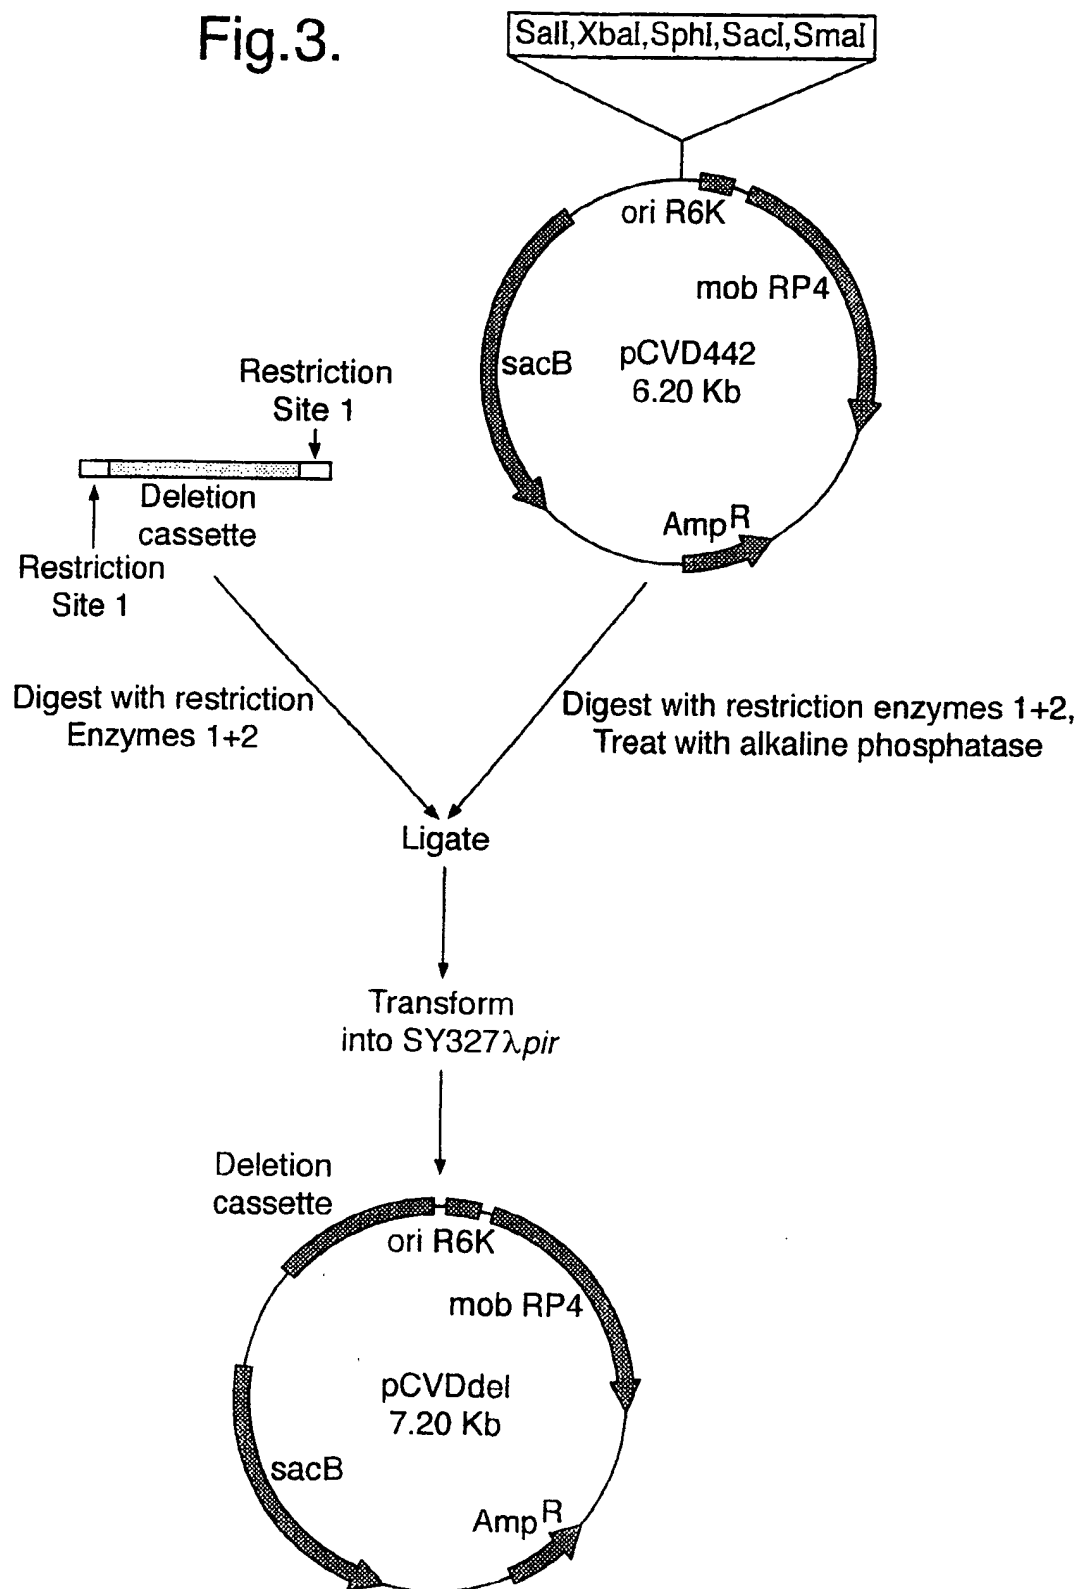 Fig.3.
SalI,XbaI,SphI,SacI,SmaI
ori R6K
mob RP4
sacB
pCVD442
6.20 Kb
Amp R
Restriction
Site 1
Deletion
cassette
Restriction
Site 1
Digest with restriction
Enzymes 1+2
Digest with restriction enzymes 1+2,
Treat with alkaline phosphatase
Ligate
Transform
into SY327λpir
Deletion
cassette
ori R6K
mob RP4
pCVDdel
7.20 Kb
sacB
Amp R